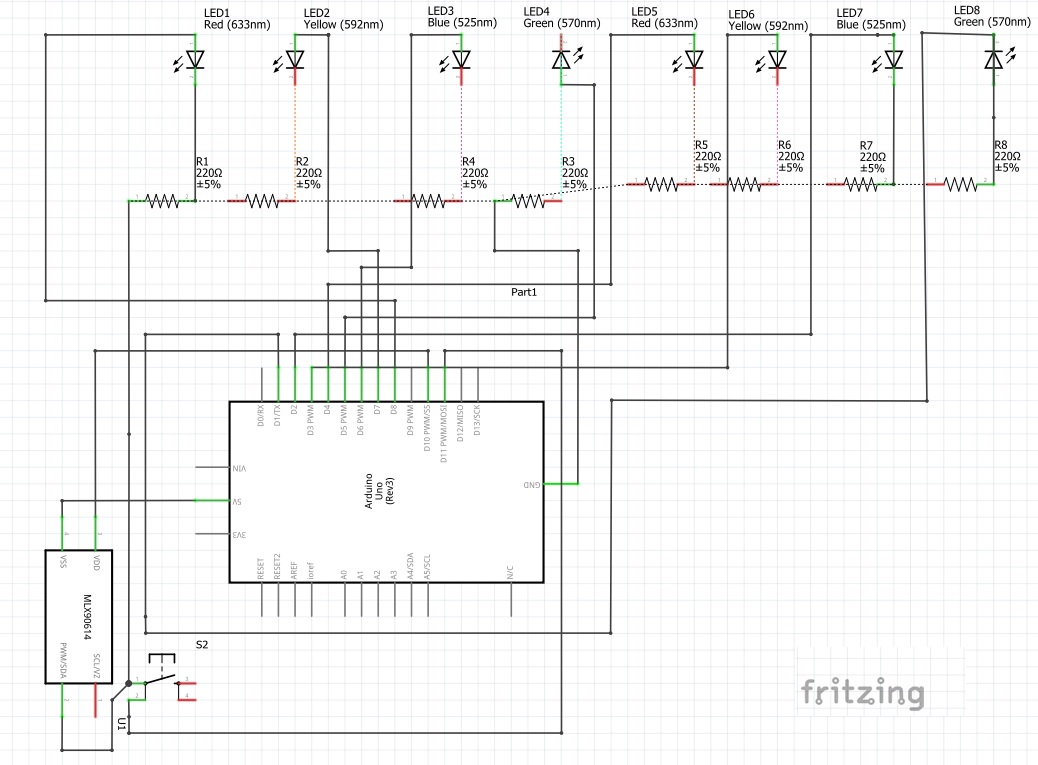 LED1
Red (633nm)
LED2
Yellow (592nm)
LED3
Blue (525nm)
LED4
Green (570nm)
LED5
Red (633nm)
LED6
Yellow (592nm)
LED7
Blue (525nm)
LED8
Green (570nm)
R1
220Ω
±5%
R2
220Ω
±5%
R4
220Ω
±5%
R3
220Ω
±5%
R5
220Ω
±5%
R6
220Ω
±5%
R7
220Ω
±5%
R8
220Ω
±5%
Part1
D0/RX
D1/TX
D2
D3 PWM
D4
D5 PWM
D6 PWM
D7
D8
D9 PWM
D10 PWM/SS
D11 PWM/MOSI
D12/MISO
D13/SCK
VIN
5V
3V3
Arduino
Uno
(Rev3)
GND
RESET
RESET2
AREF
ioref
A0
A1
A2
A3
A4/SDA
A5/SCL
N/C
VSS
VDD
MLX90614
PWM/SDA
SCL/VZ
U1
S2
fritzing